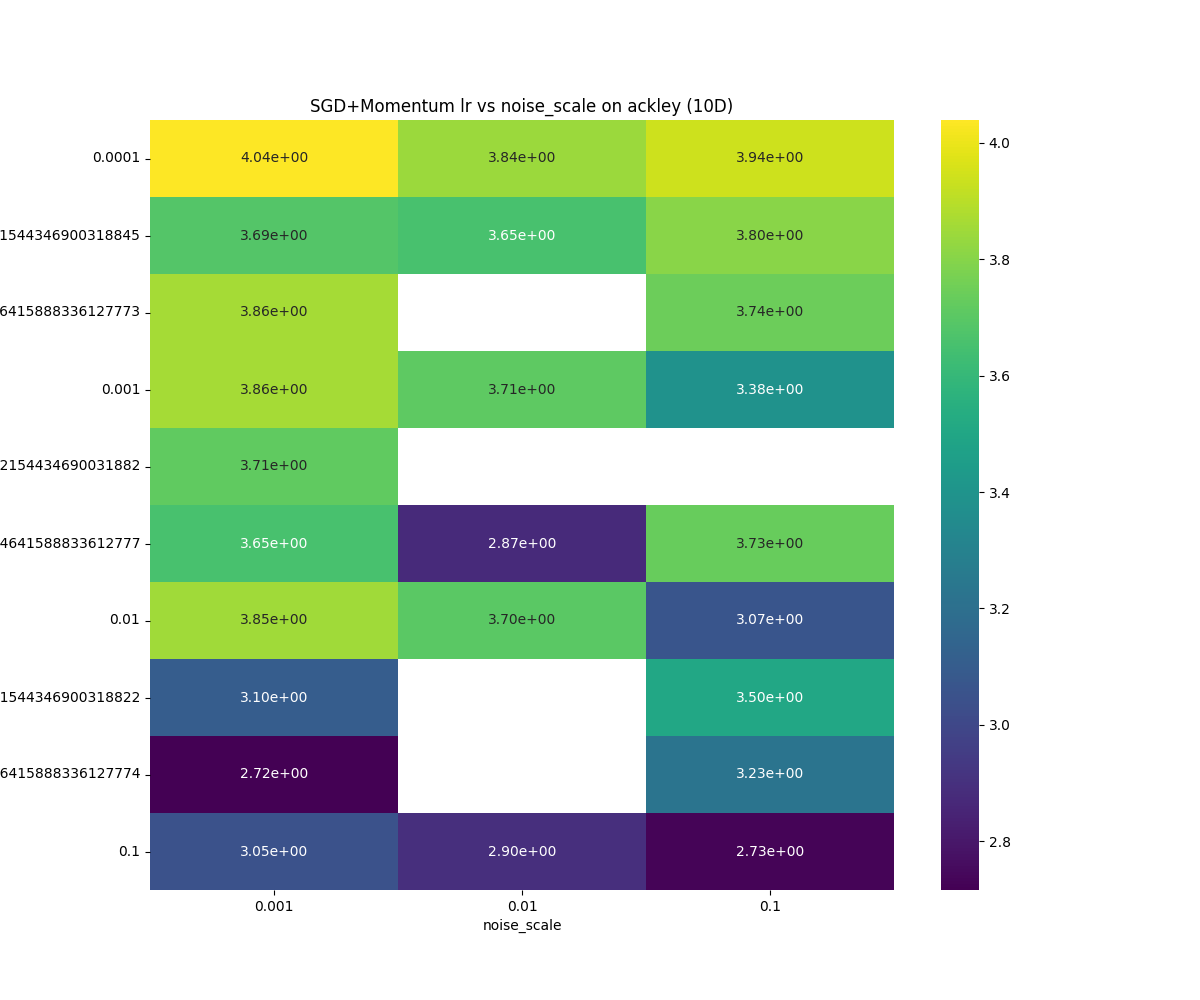 SGD+Momentum lr vs noise_scale on ackley (10D)
0.0001 4.04e+00 3.84e+00 3.94e+00 4.0
1544346900318845 3.69e+00 3.65e+00 3.80e+00 3.8
6415888336127773 3.86e+00 3.74e+00
0.001 3.86e+00 3.71e+00 3.38e+00 3.6
2154434690031882 3.71e+00 3.4
4641588833612777 3.65e+00 2.87e+00 3.73e+00
0.01 3.85e+00 3.70e+00 3.07e+00 3.2
1544346900318822 3.10e+00 3.50e+00 3.0
6415888336127774 2.72e+00 3.23e+00
0.1 3.05e+00 2.90e+00 2.73e+00 2.8
0.001 0.01 0.1
noise_scale